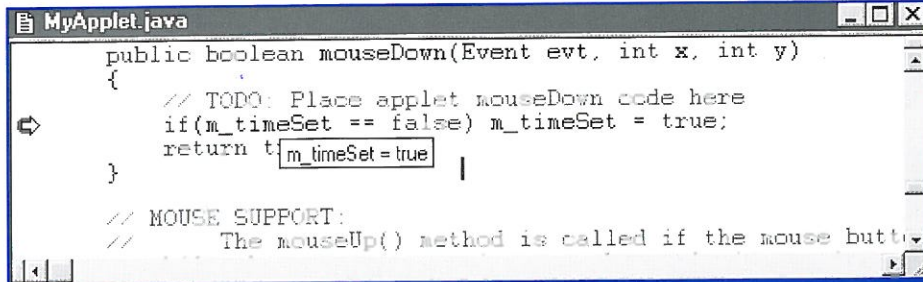 MyApplet.java
public boolean mouseDown(Event evt, int x, int y)
{
// TODO: Place applet mouseDown code here
if(m_timeSet == false) m_timeSet = true;
return t
m_timeSet = true
}
// MOUSE SUPPORT:
// The mouseUp() method is called if the mouse butt